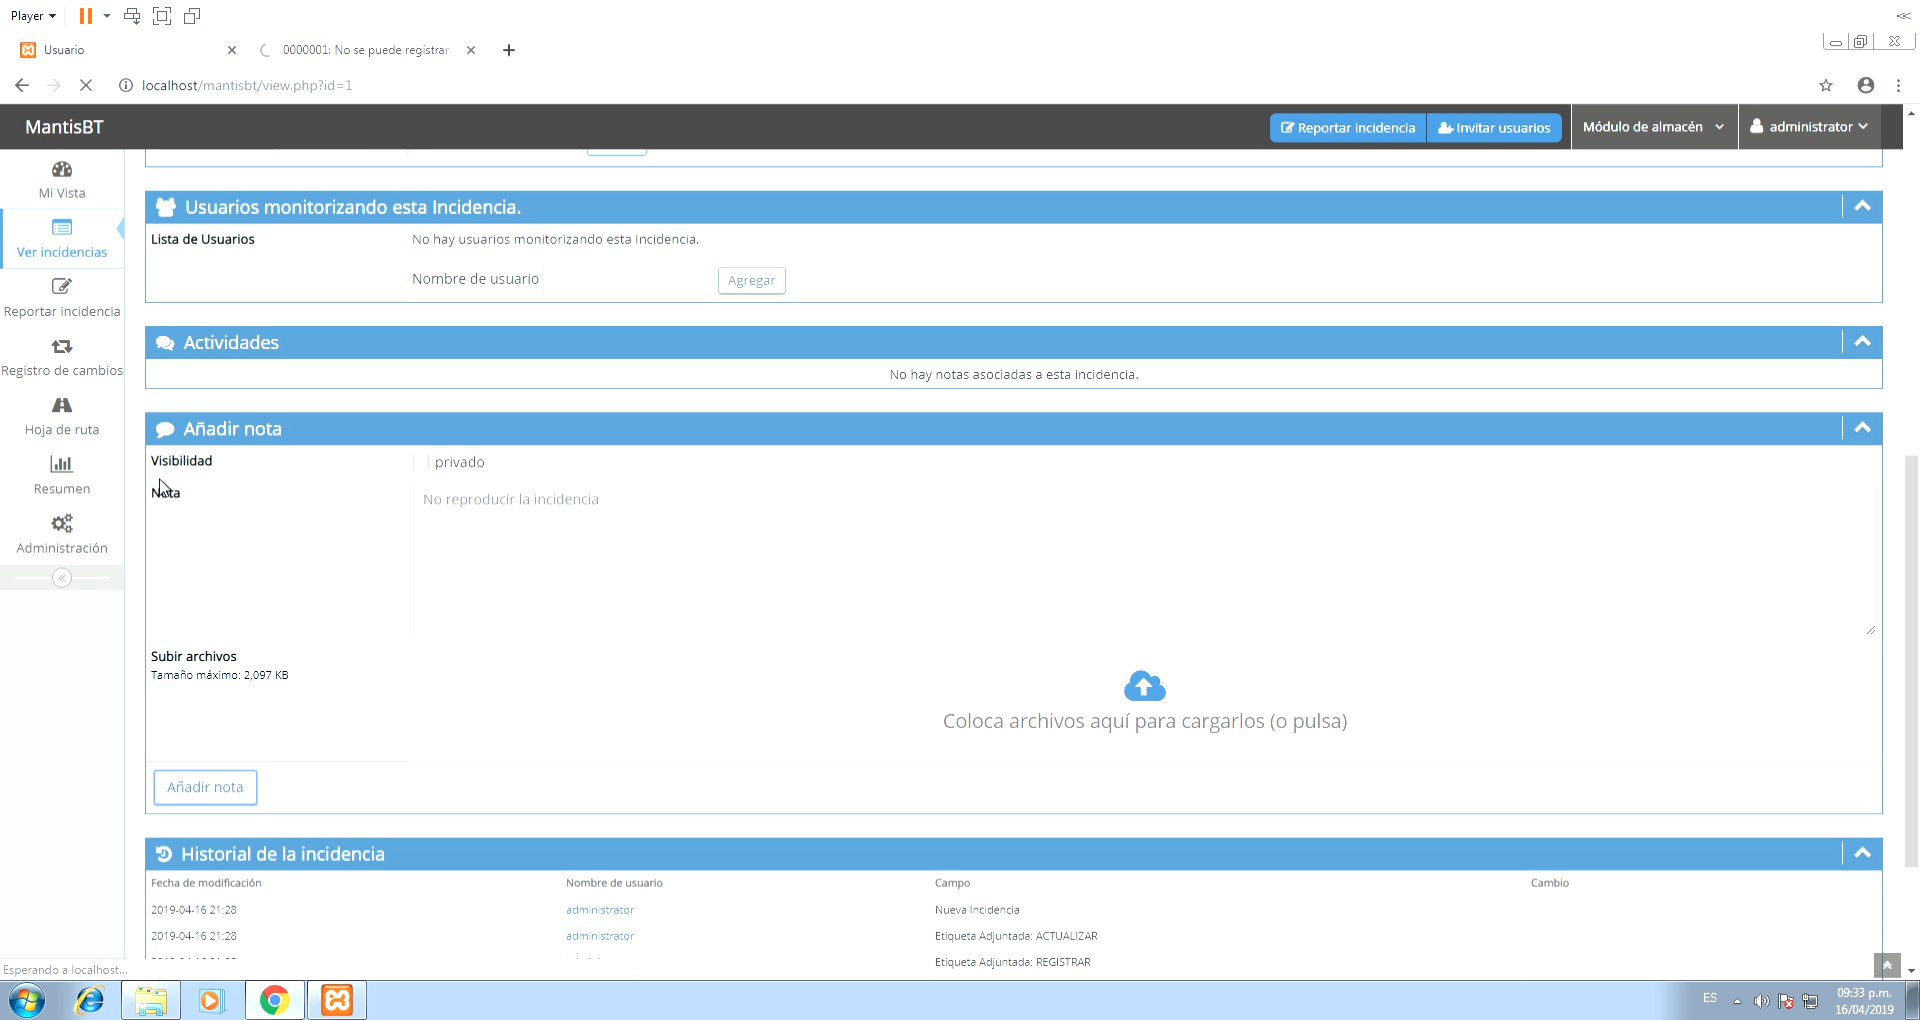 Player
Usuario
0000001: No se puede registrar
localhost/mantisbt/view.php?id=1
MantisBT
Reportar incidencia
Invitar usuarios
Módulo de almacén
administrator
Mi Vista
Ver incidencias
Reportar incidencia
Registro de cambios
Hoja de ruta
Resumen
Administración
Usuarios monitorizando esta Incidencia.
Lista de Usuarios
No hay usuarios monitorizando esta Incidencia.
Nombre de usuario
Agregar
Actividades
No hay notas asociadas a esta incidencia.
Añadir nota
Visibilidad
privado
Nota
No reproducir la incidencia
Subir archivos
Tamaño máximo: 2,097 KB
Coloca archivos aquí para cargarlos (o pulsa)
Añadir nota
Historial de la incidencia
Fecha de modificación Nombre de usuario Campo Cambio
2019-04-16 21:28 administrator Nueva Incidencia
2019-04-16 21:28 administrator Etiqueta Adjuntada: ACTUALIZAR
Etiqueta Adjuntada: REGISTRAR
Esperando a localhost...
ES
09:33 p.m.
16/04/2019